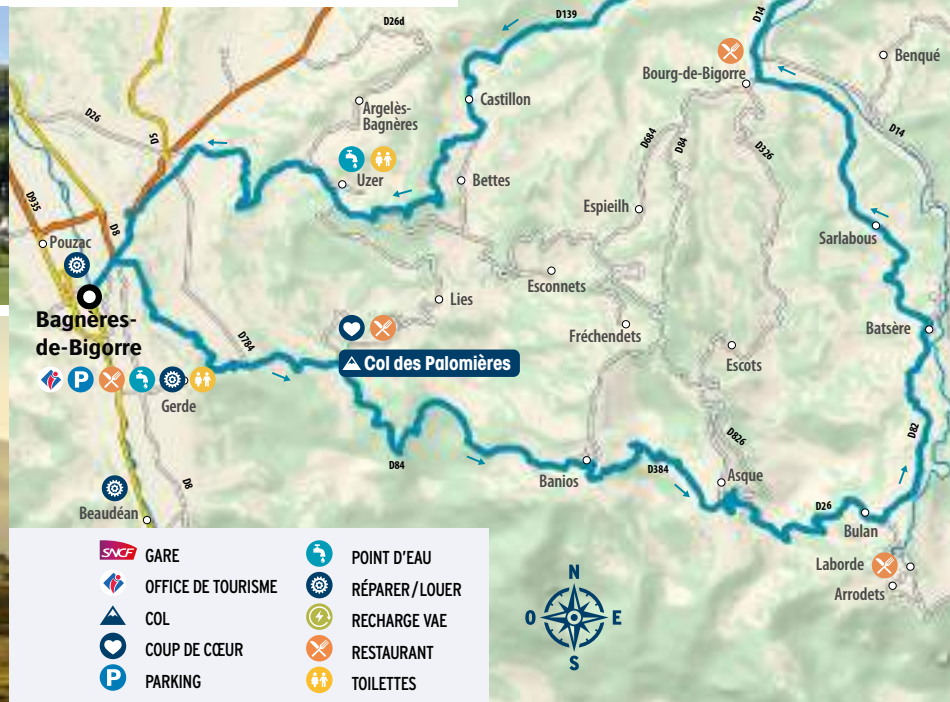 D139
D14
D26d
Bourg-de-Bigorre
Benqué
Castillon
Argelès-
Bagnères
D26
D5
D14
D684
D84
D326
Uzer
Bettes
D935
D8
Espieilh
Pouzac
Sarlabous
Esconnets
Lies
Bagnères-
de-Bigorre
Fréchendets
Batsère
D784
Col des Palomières
Escots
P
Gerde
D82
D826
D84
Banios
D384
Asque
D8
D26
Beaudéan
Bulan
Laborde
Arrodets
SNCF GARE
OFFICE DE TOURISME
COL
COUP DE CŒUR
P PARKING
POINT D'EAU
RÉPARER/LOUER
RECHARGE VAE
RESTAURANT
TOILETTES
N
O E
S